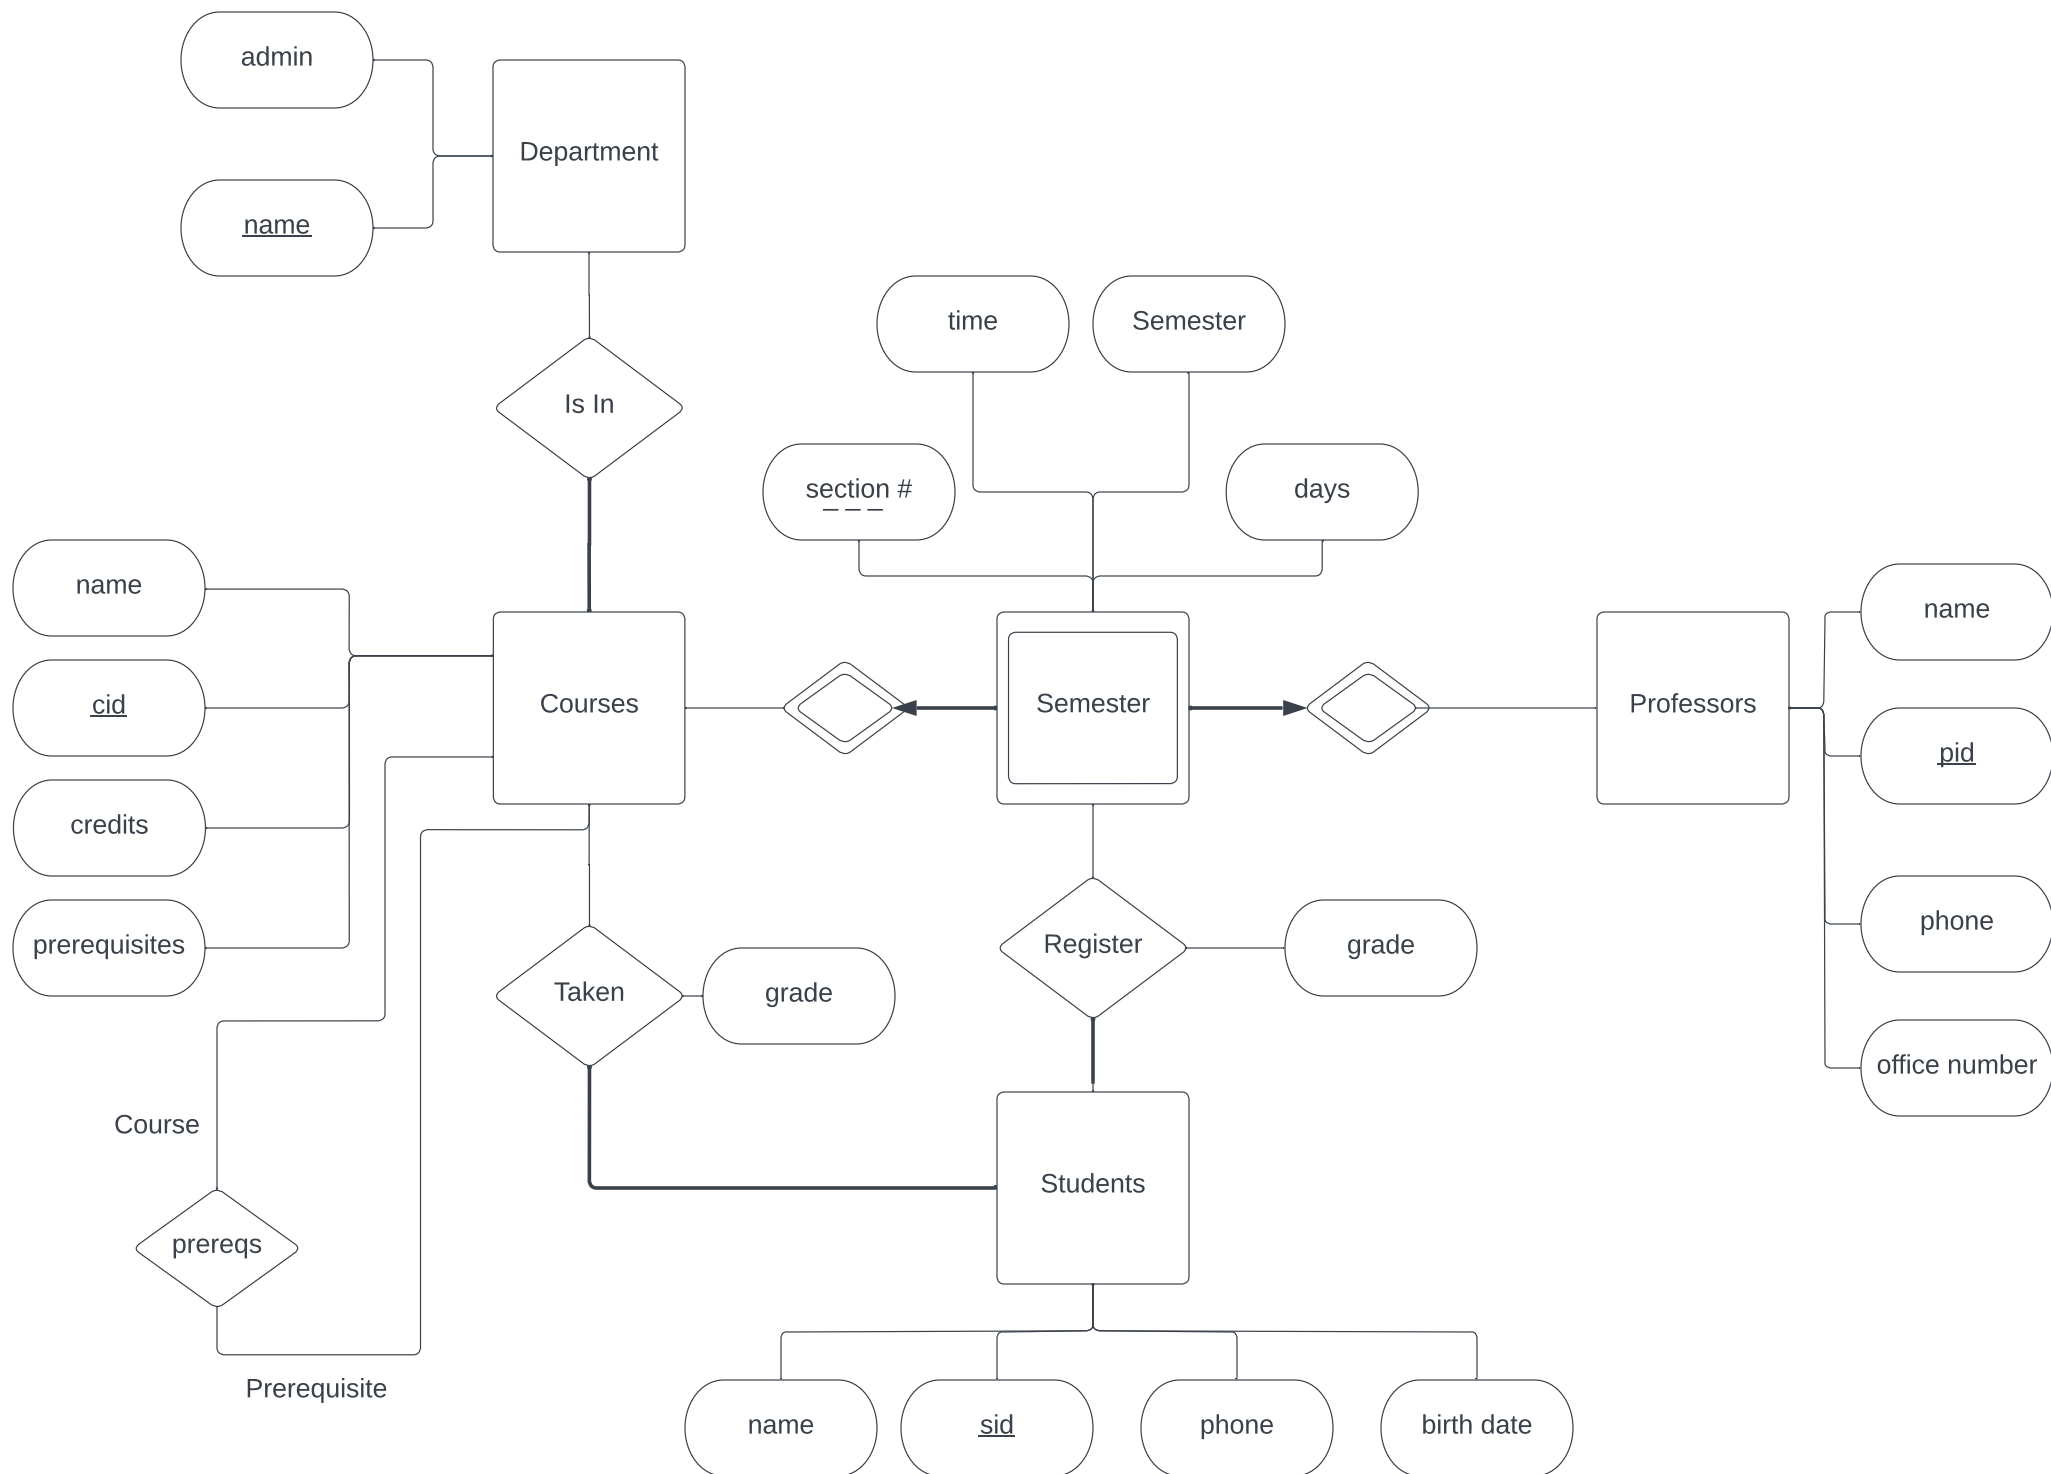 admin
Department
name
Is In
time
Semester
section #
days
name
cid
credits
prerequisites
Courses
Semester
Professors
name
pid
phone
office number
Taken
grade
Register
grade
Course
prereqs
Prerequisite
Students
name
sid
phone
birth date